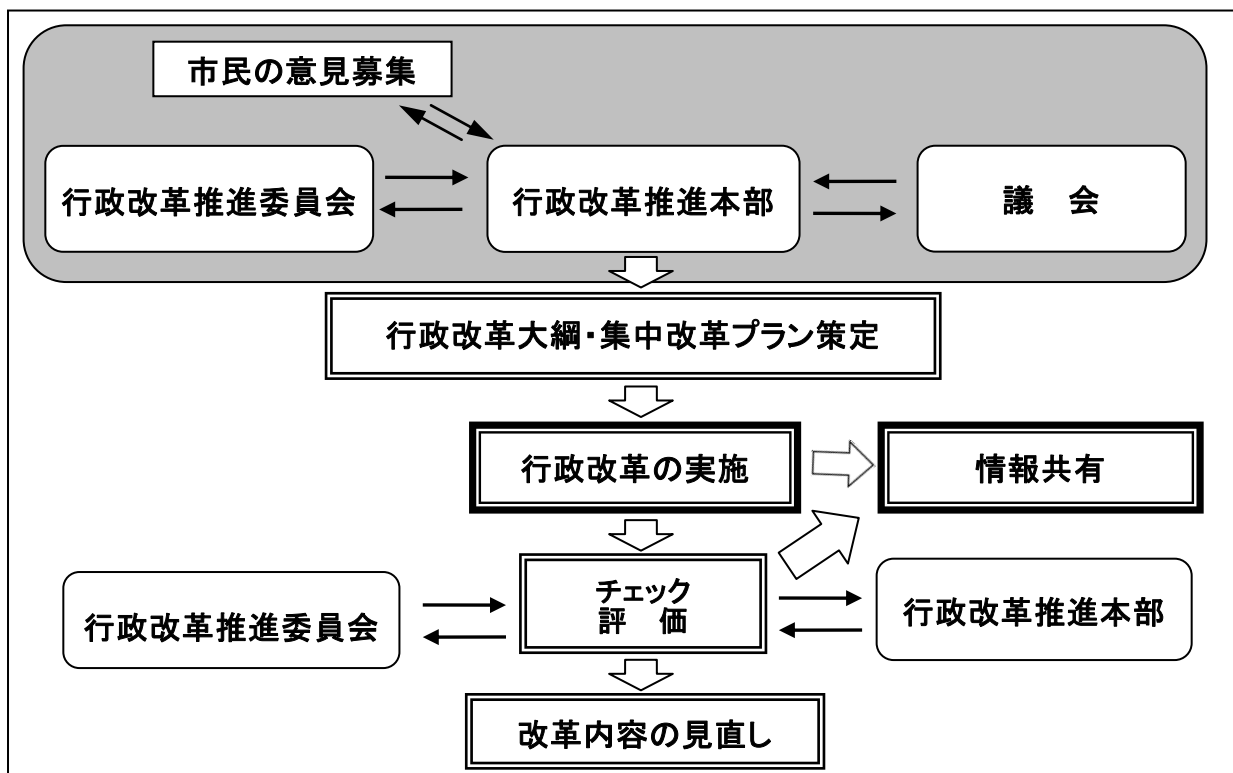 市民の意見募集
行政改革推進委員会
行政改革推進本部
議　会
行政改革大綱・集中改革プラン策定
行政改革の実施
情報共有
チェック
評　価
行政改革推進委員会
行政改革推進本部
改革内容の見直し